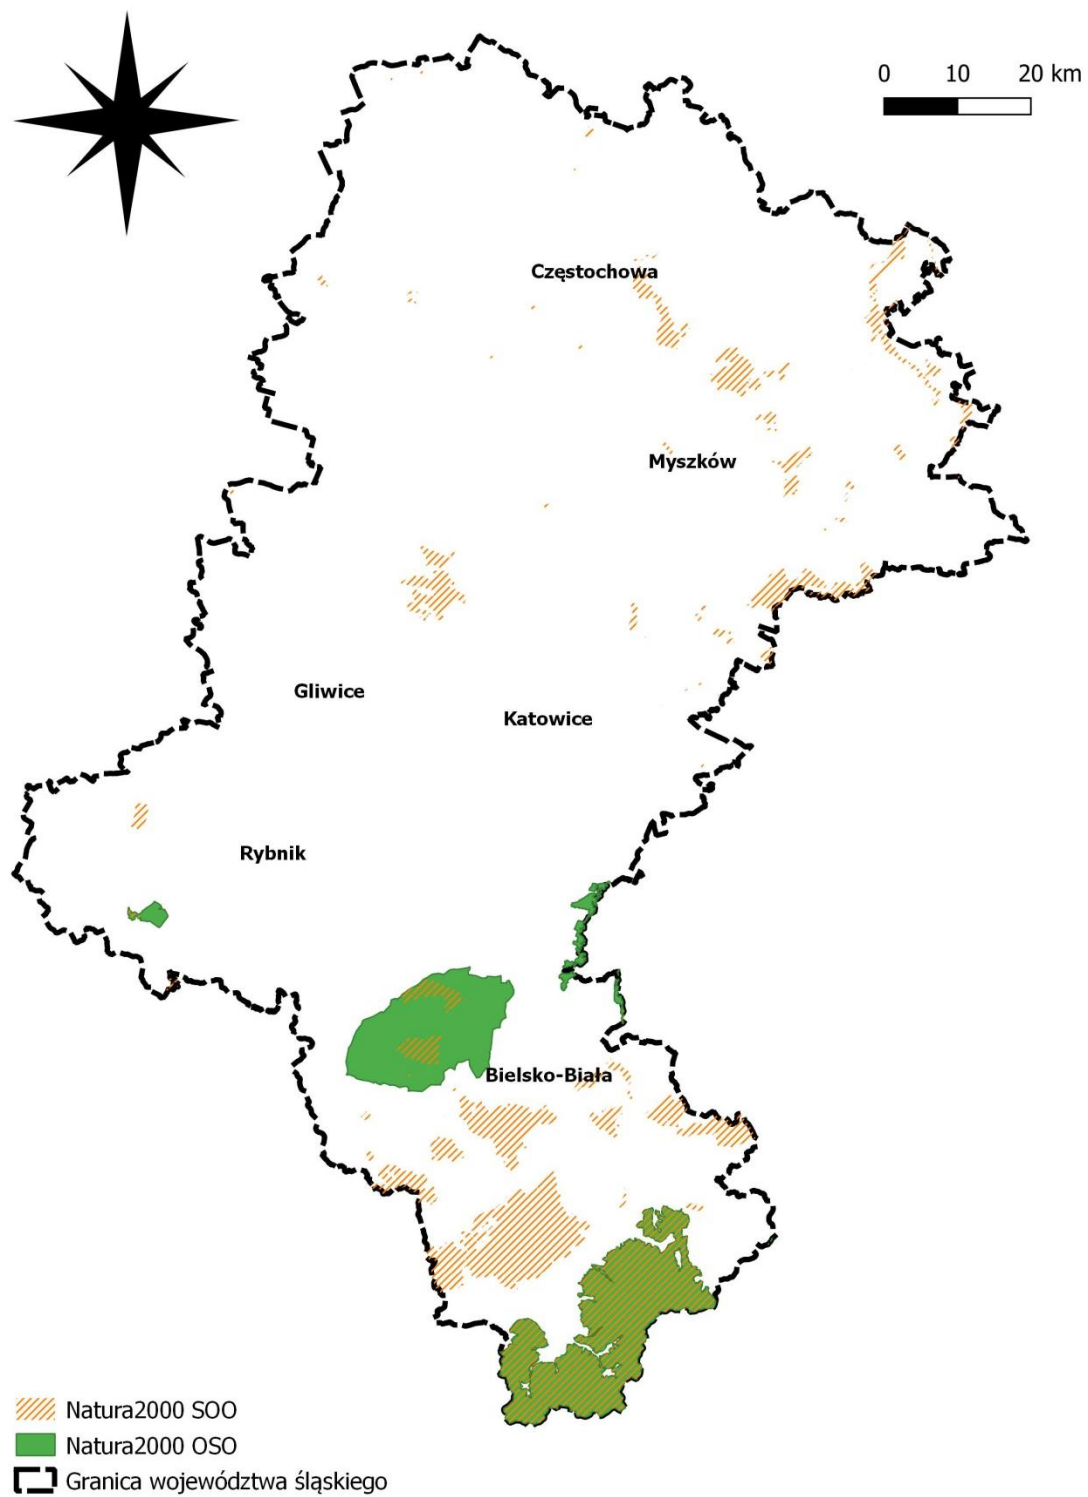 0 10 20 km
Częstochowa
Myszków
Gliwice
Katowice
Rybnik
Bielsko-Biała
Natura2000 SOO
Natura2000 OSO
Granica województwa śląskiego